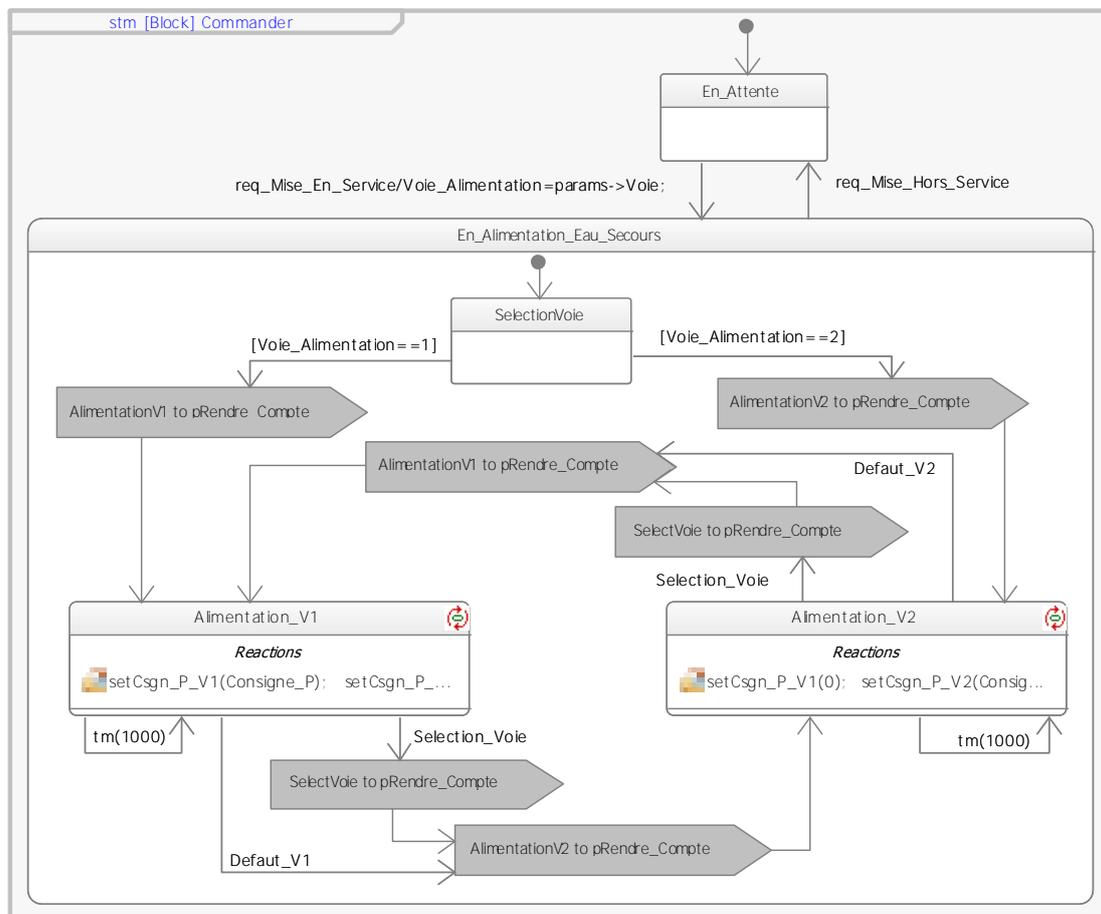 stm [Block] Commander
En_Attente
req_Mise_En_Service/Voie_Alimentation=params->Voie;
req_Mise_Hors_Service
En_Alimentation_Eau_Secours
SelectionVoie
[Voie_Alimentation==1]
[Voie_Alimentation==2]
AlimentationV1 to pRendre_Compte
AlimentationV2 to pRendre_Compte
AlimentationV1 to pRendre_Compte
Defaut_V2
SelectVoie to pRendre_Compte
Selection_Voie
Alimentation_V1
Reactions
setCsgn_P_V1(Consigne_P); setCsgn_P_...
tm(1000)
Alimentation_V2
Reactions
setCsgn_P_V1(0); setCsgn_P_V2(Consig...
tm(1000)
Selection_Voie
SelectVoie to pRendre_Compte
AlimentationV2 to pRendre_Compte
Defaut_V1